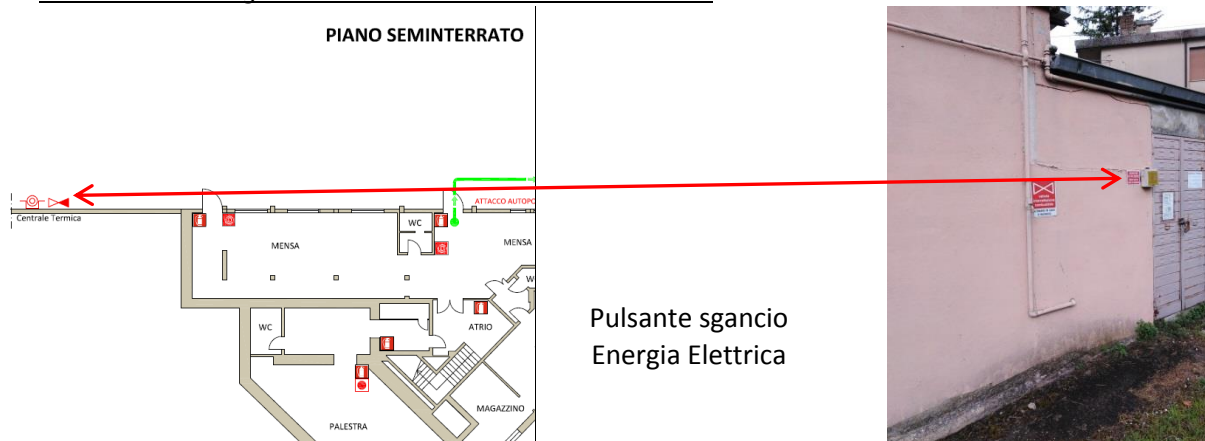 PIANO SEMINTERRATO
ATTACCO AUTOPO
Centrale Termica
WC
MENSA
MENSA
W
WC
ATRIO
MAGAZZINO
PALESTRA
Pulsante sgancio
Energia Elettrica